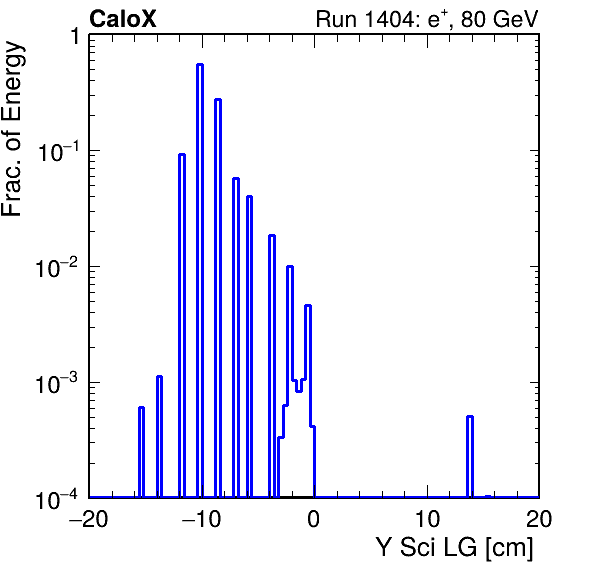 CaloX Run 1404: e⁺, 80 GeV
Frac. of Energy
1
10⁻¹
10⁻²
10⁻³
10⁻⁴
−20 −10 0 10 20
Y Sci LG [cm]